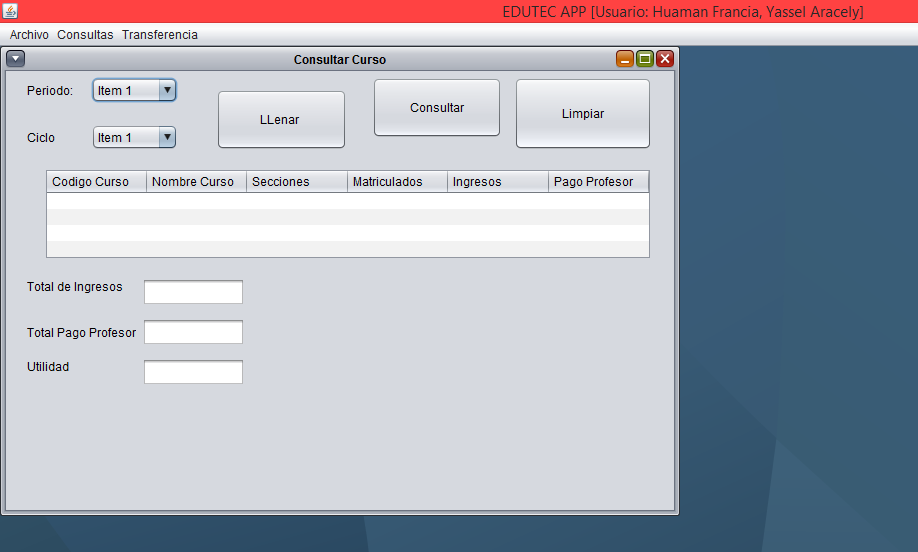 EDUTEC APP [Usuario: Huaman Francia, Yassel Aracely]
Archivo Consultas Transferencia
Consultar Curso
Periodo: Item 1
LLenar
Consultar
Limpiar
Ciclo Item 1
Codigo Curso Nombre Curso Secciones Matriculados Ingresos Pago Profesor
Total de Ingresos
Total Pago Profesor
Utilidad